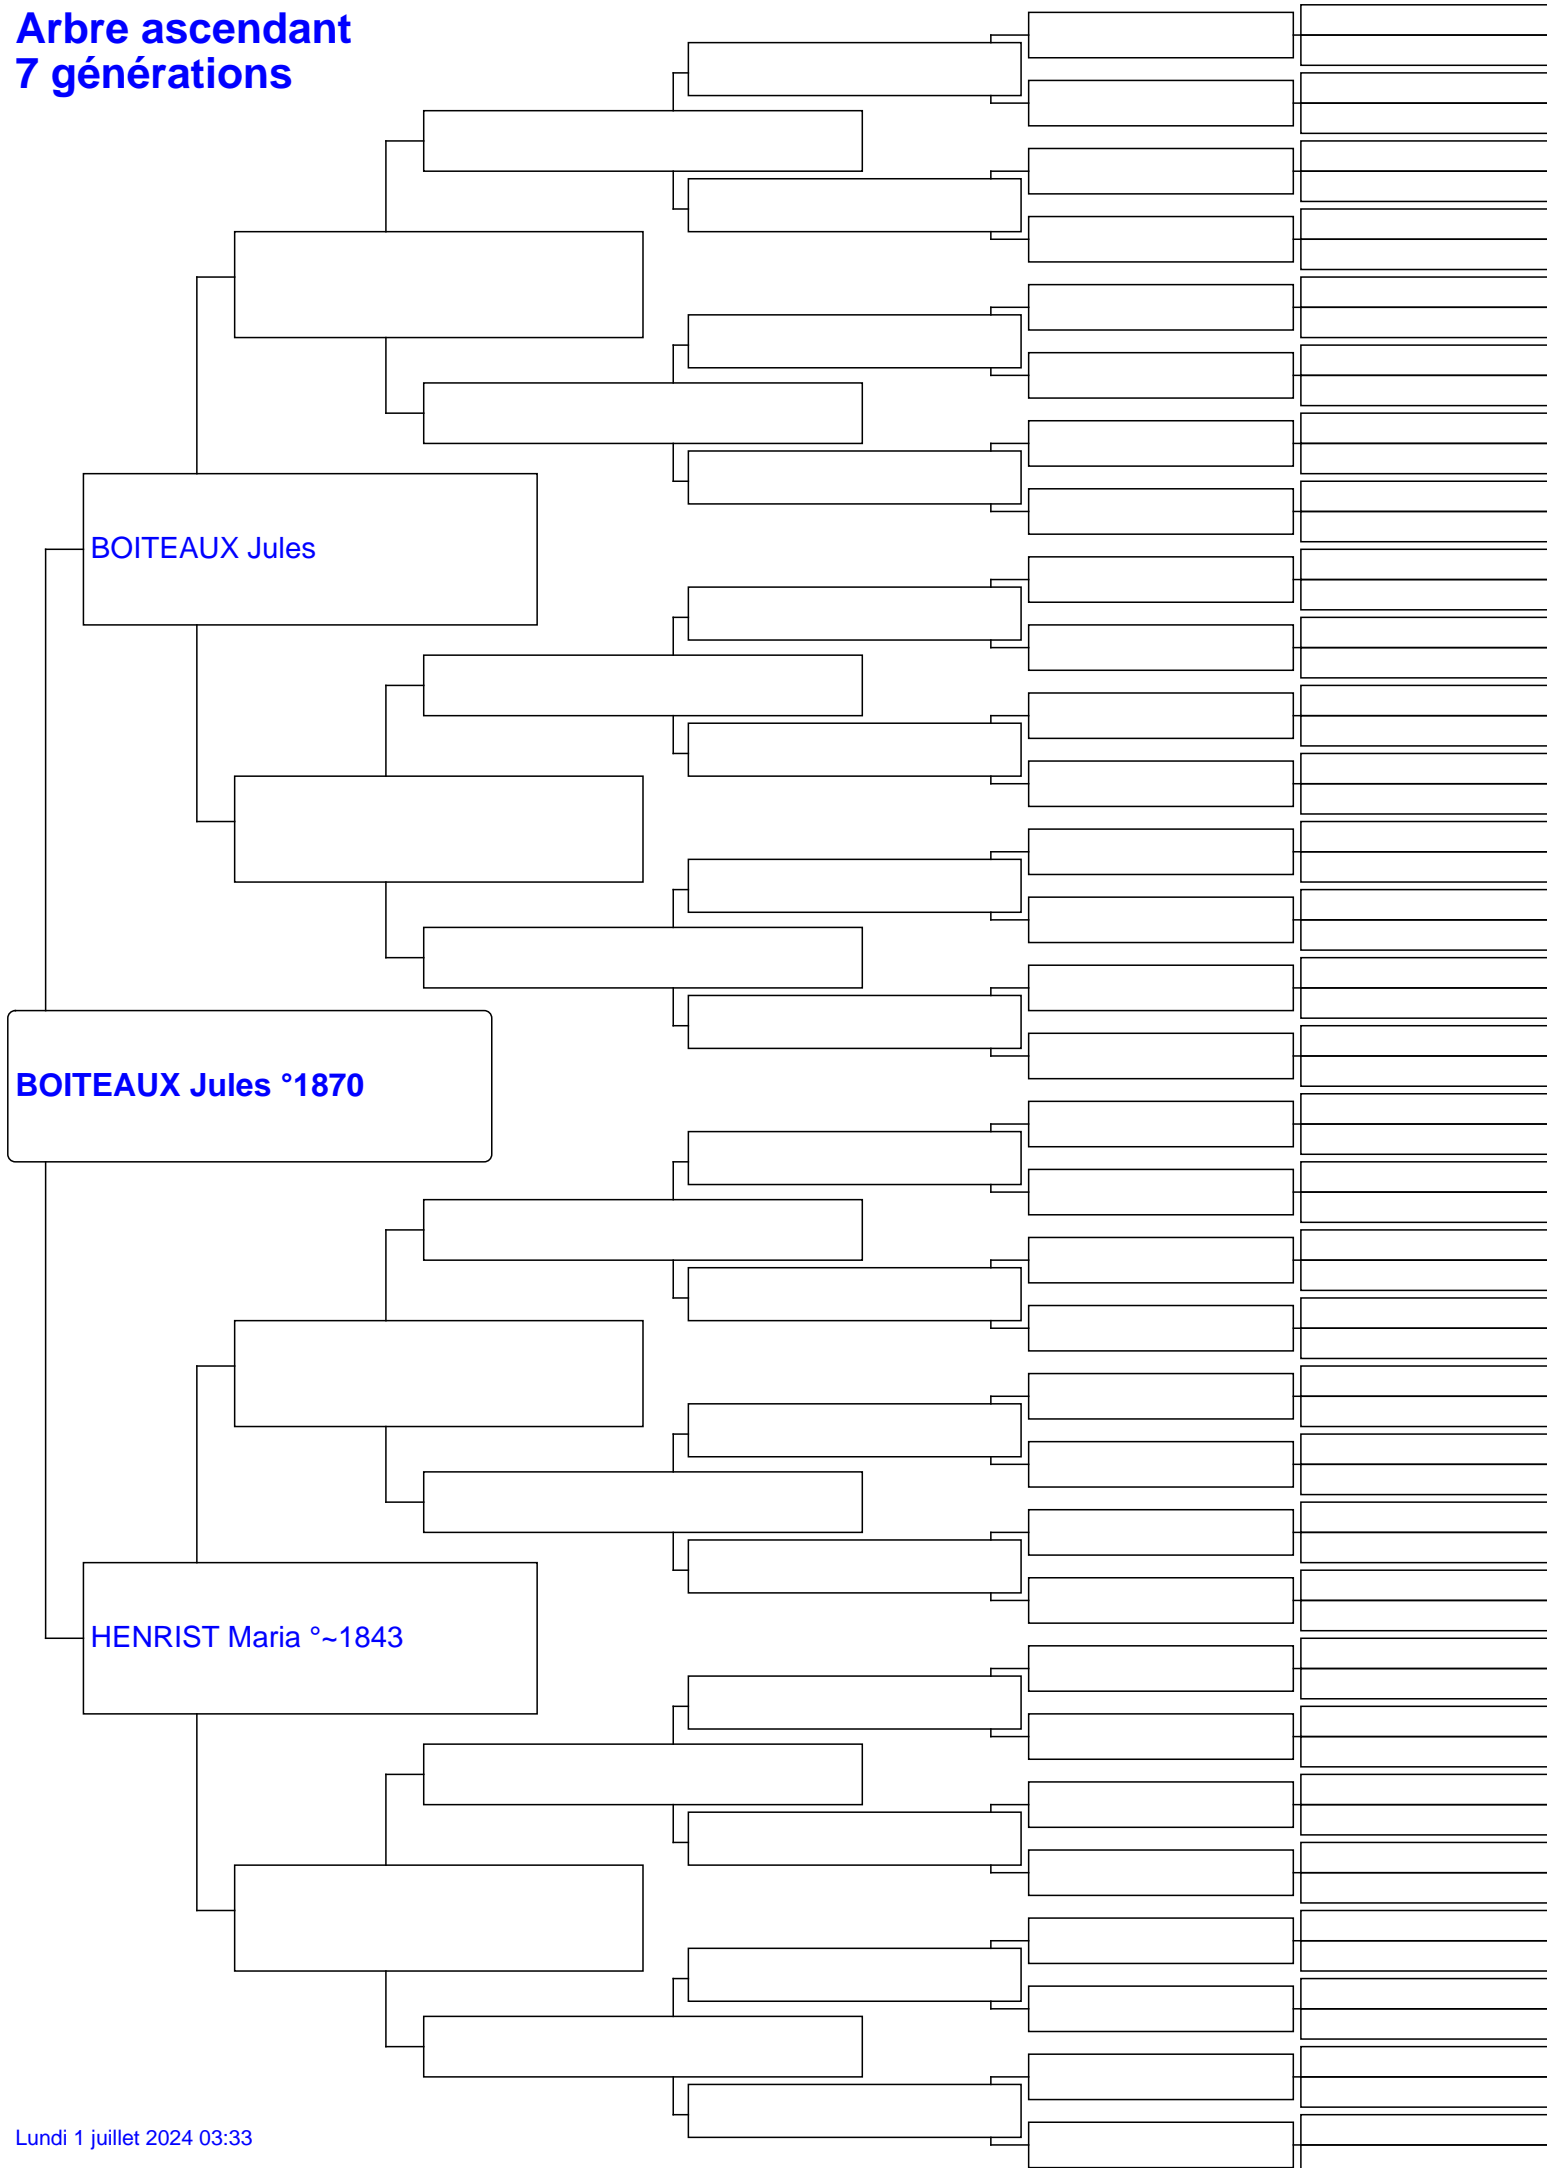 Arbre ascendant
7 générations
BOITEAUX Jules
BOITEAUX Jules °1870
HENRIST Maria °~1843
Lundi 1 juillet 2024 03:33